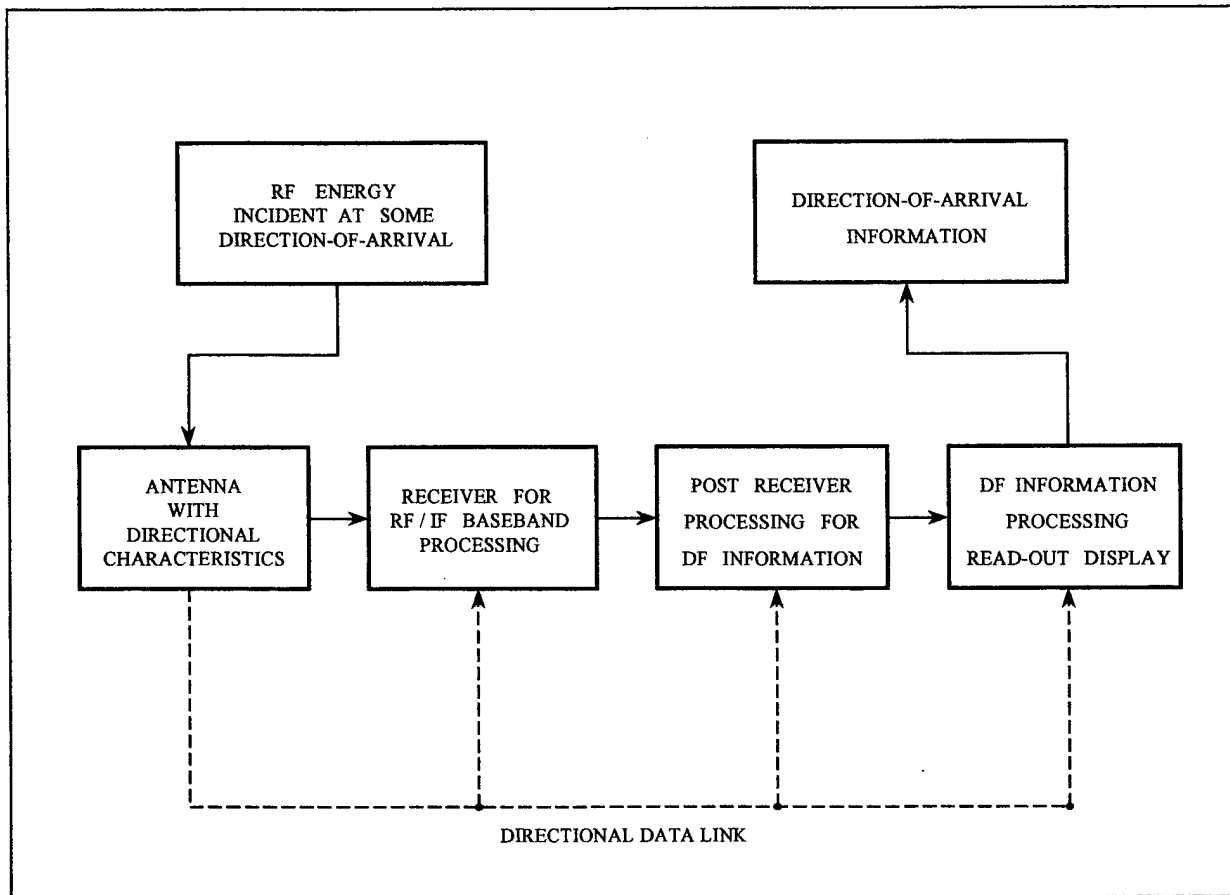 RF ENERGY
INCIDENT AT SOME
DIRECTION-OF-ARRIVAL
DIRECTION-OF-ARRIVAL
INFORMATION
ANTENNA
WITH
DIRECTIONAL
CHARACTERISTICS
RECEIVER FOR
RF / IF BASEBAND
PROCESSING
POST RECEIVER
PROCESSING FOR
DF INFORMATION
DF INFORMATION
PROCESSING
READ-OUT DISPLAY
DIRECTIONAL DATA LINK